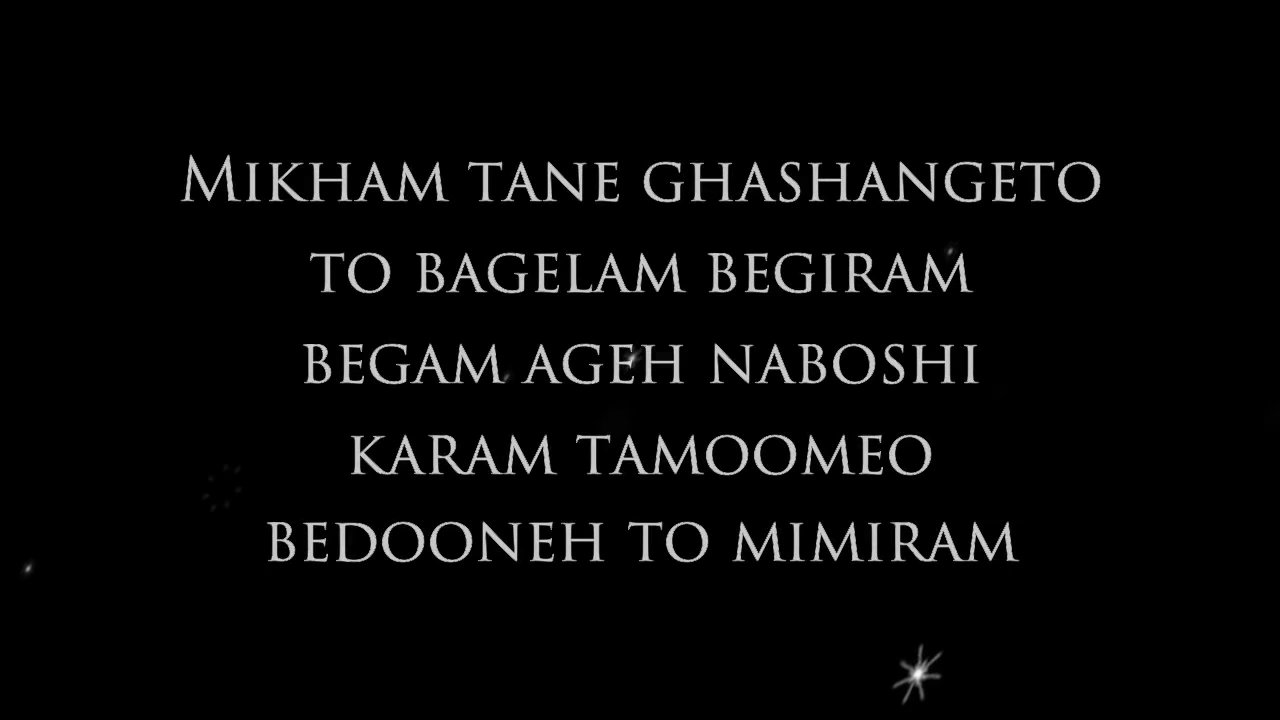 Mikham tane ghashangeto
to bagelam begiram
begam ageh naboshi
karam tamoomeo
bedooneh to mimiram